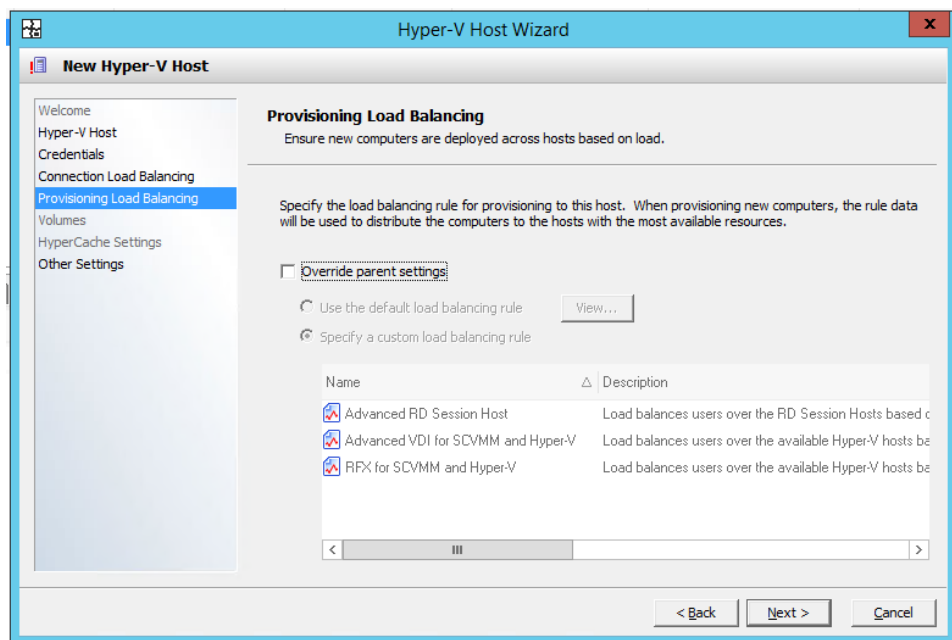 Hyper-V Host Wizard
x
New Hyper-V Host
Welcome
Hyper-V Host
Credentials
Connection Load Balancing
Provisioning Load Balancing
Volumes
HyperCache Settings
Other Settings
Provisioning Load Balancing
Ensure new computers are deployed across hosts based on load.
Specify the load balancing rule for provisioning to this host. When provisioning new computers, the rule data
will be used to distribute the computers to the hosts with the most available resources.
Override parent settings
Use the default load balancing rule
View...
Specify a custom load balancing rule
Name
Description
Advanced RD Session Host
Load balances users over the RD Session Hosts based
Advanced VDI for SCVMM and Hyper-V
Load balances users over the available Hyper-V hosts ba
RFX for SCVMM and Hyper-V
Load balances users over the available Hyper-V hosts ba
< Back
Next >
Cancel